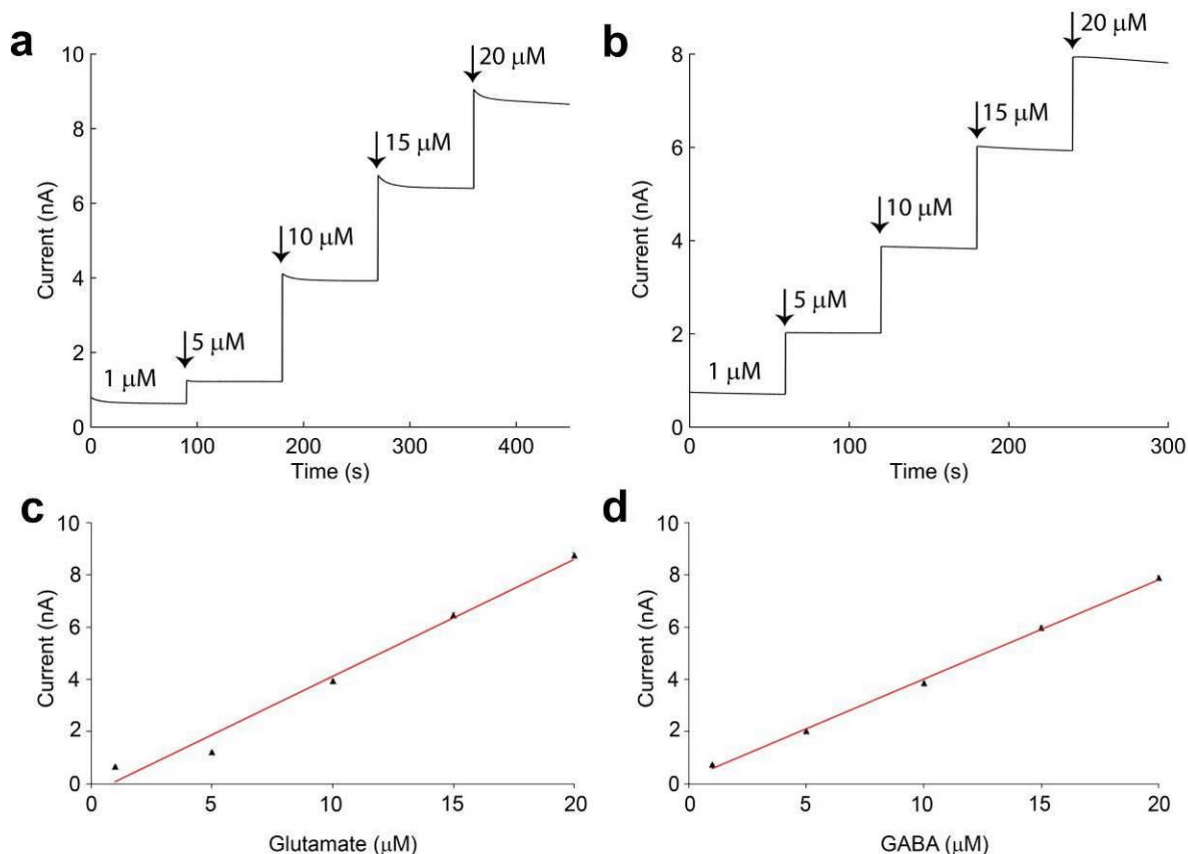 a
10
8
6
4
2
0
Current (nA)
1 μM
5 μM
10 μM
15 μM
20 μM
0
100
200
300
400
Time (s)
b
8
6
4
2
0
Current (nA)
1 μM
5 μM
10 μM
15 μM
20 μM
0
100
200
300
Time (s)
c
10
8
6
4
2
0
Current (nA)
0
5
10
15
20
Glutamate (μM)
d
10
8
6
4
2
0
Current (nA)
0
5
10
15
20
GABA (μM)